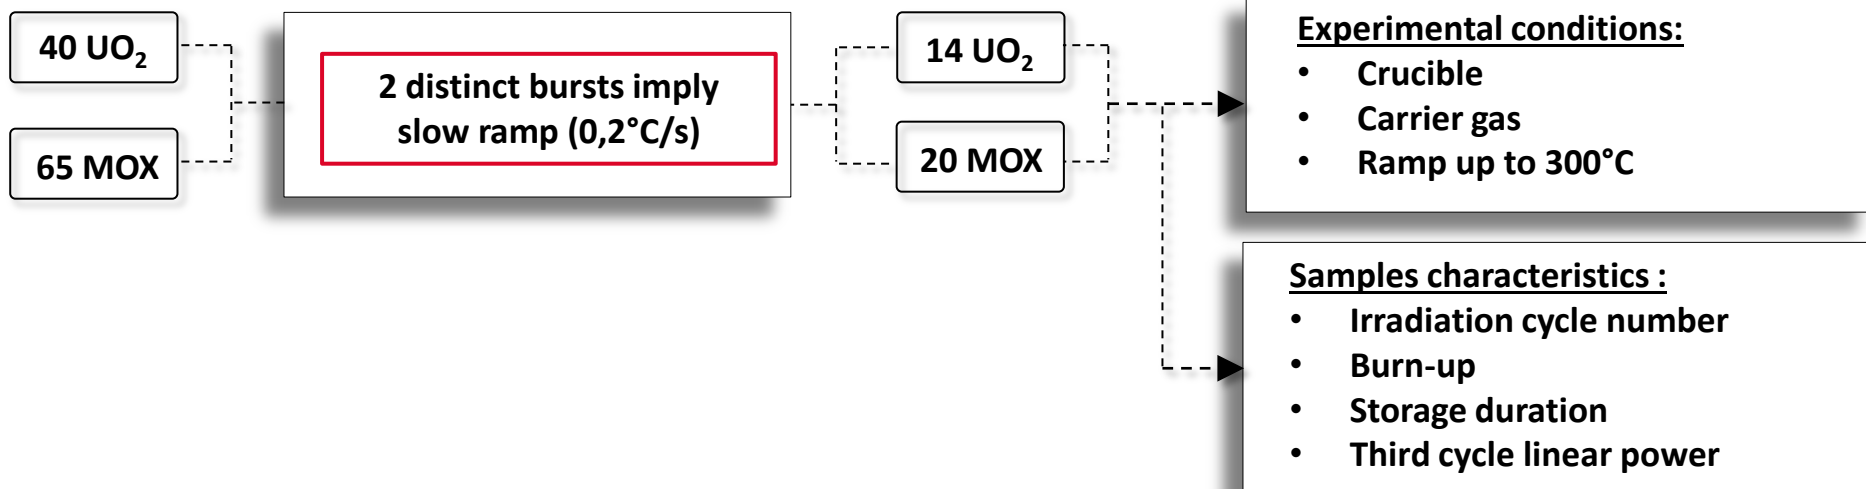 40 UO₂
65 MOX
2 distinct bursts imply
slow ramp (0,2°C/s)
14 UO₂
20 MOX
Experimental conditions:
• Crucible
• Carrier gas
• Ramp up to 300°C
Samples characteristics :
• Irradiation cycle number
• Burn-up
• Storage duration
• Third cycle linear power